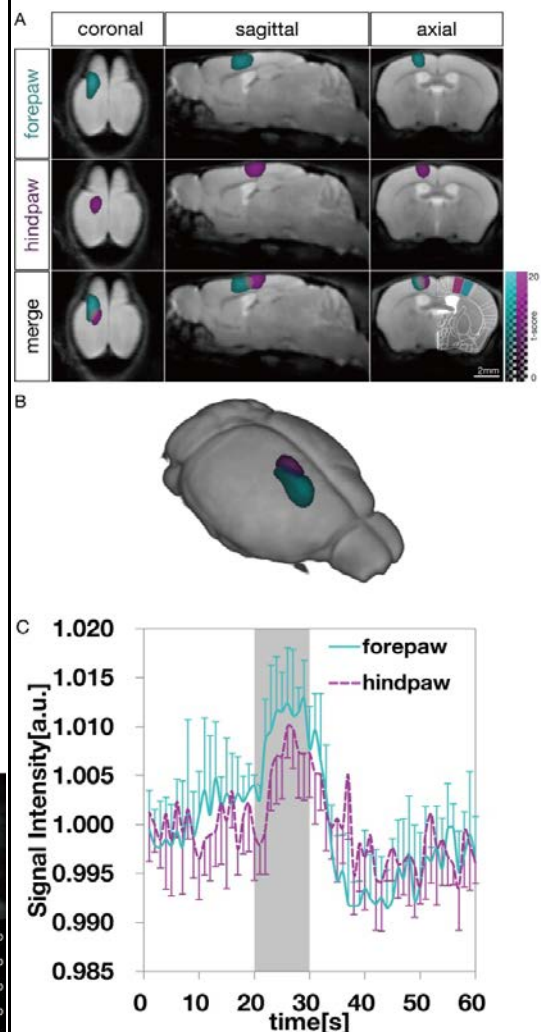 A
coronal sagittal axial
forepaw
hindpaw
merge
20
t-score
0
2mm
B
C
Signal Intensity[a.u.]
1.020
1.015
1.010
1.005
1.000
0.995
0.990
0.985
forepaw
hindpaw
0 10 20 30 40 50 60
time[s]